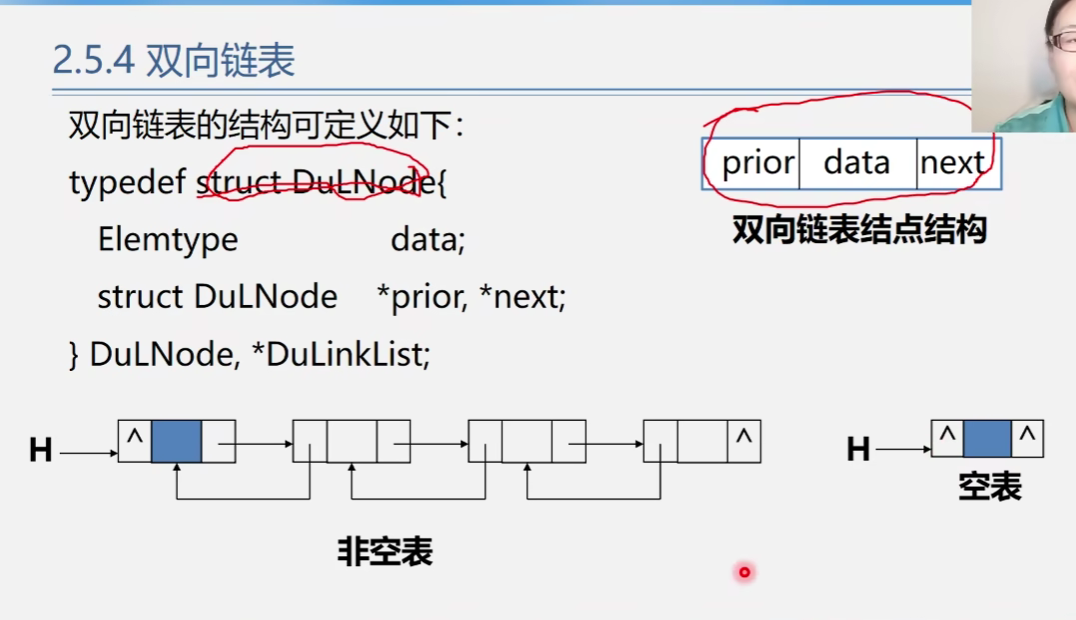 2.5.4 双向链表
双向链表的结构可定义如下：
typedef struct DuLNode{
Elemtype data;
struct DuLNode *prior, *next;
} DuLNode, *DuLinkList;
prior data next
双向链表结点结构
H ^ ^
非空表
H ^ ^
空表